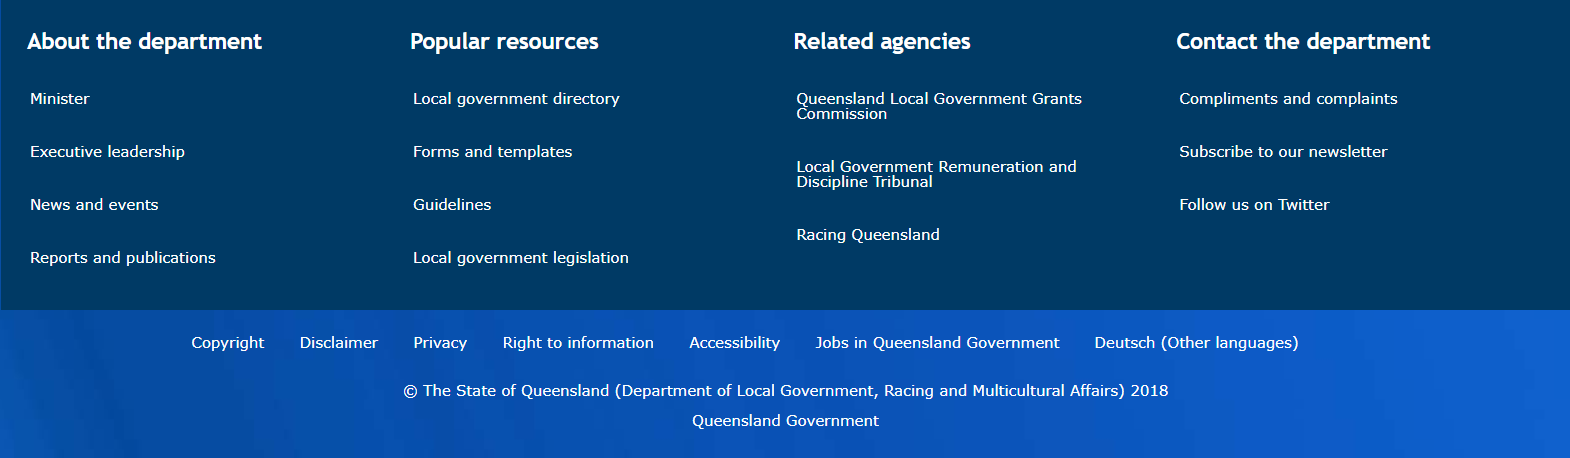 About the department
Minister
Executive leadership
News and events
Reports and publications
Popular resources
Local government directory
Forms and templates
Guidelines
Local government legislation
Related agencies
Queensland Local Government Grants
Commission
Local Government Remuneration and
Discipline Tribunal
Racing Queensland
Contact the department
Compliments and complaints
Subscribe to our newsletter
Follow us on Twitter
Copyright Disclaimer Privacy Right to information Accessibility Jobs in Queensland Government Deutsch (Other languages)
© The State of Queensland (Department of Local Government, Racing and Multicultural Affairs) 2018
Queensland Government